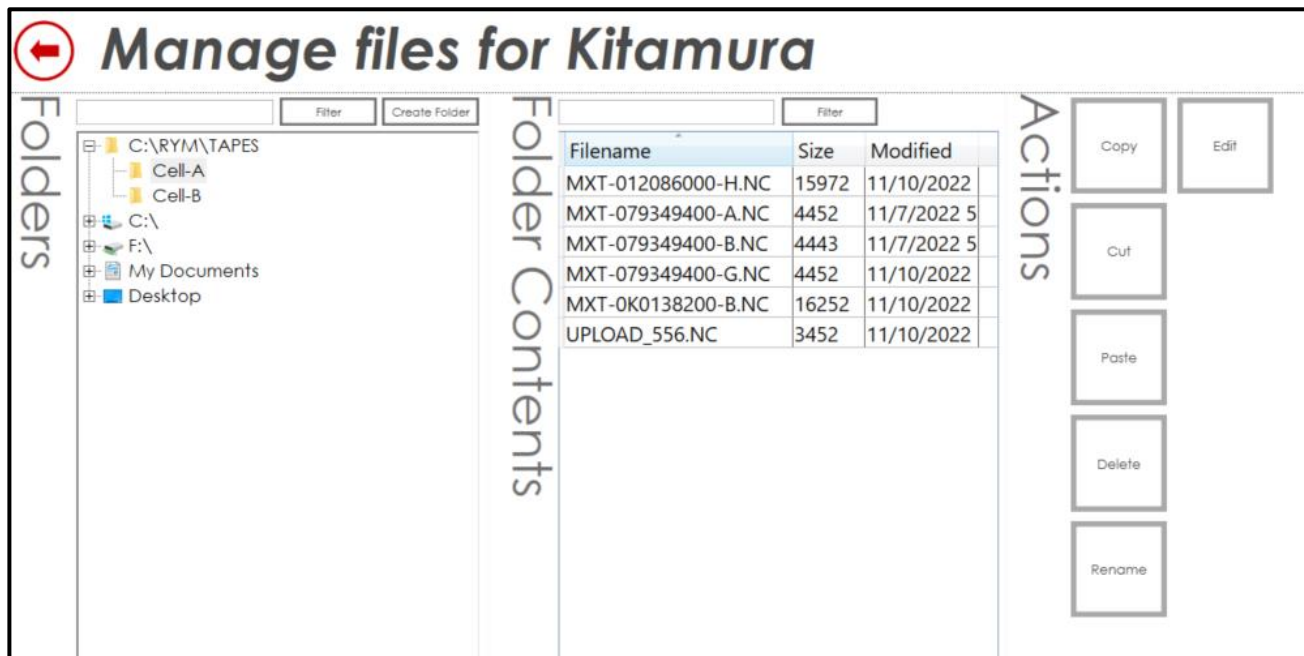 Manage files for Kitamura
Folders
Filter
Create Folder
C:\RYM\TAPES
Cell-A
Cell-B
C:\
F:\
My Documents
Desktop
Folder Contents
Filter
Filename Size Modified
MXT-012086000-H.NC 15972 11/10/2022
MXT-079349400-A.NC 4452 11/7/2022 5
MXT-079349400-B.NC 4443 11/7/2022 5
MXT-079349400-G.NC 4452 11/10/2022
MXT-0K0138200-B.NC 16252 11/10/2022
UPLOAD_556.NC 3452 11/10/2022
Actions
Copy
Edit
Cut
Paste
Delete
Rename